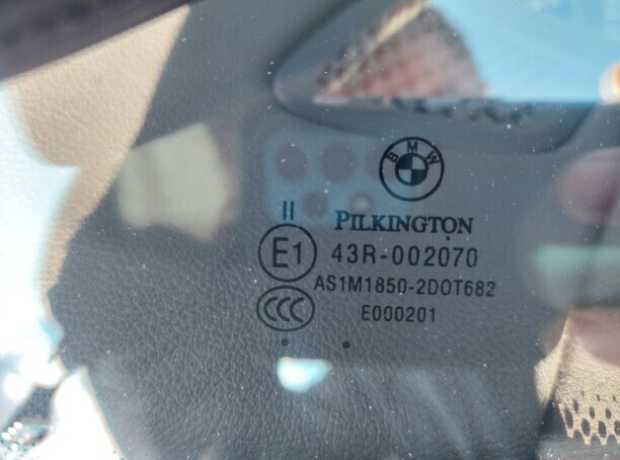 BMW
II
PILKINGTON
E1 43R-002070
AS1M1850-2DOT682
CCC E000201